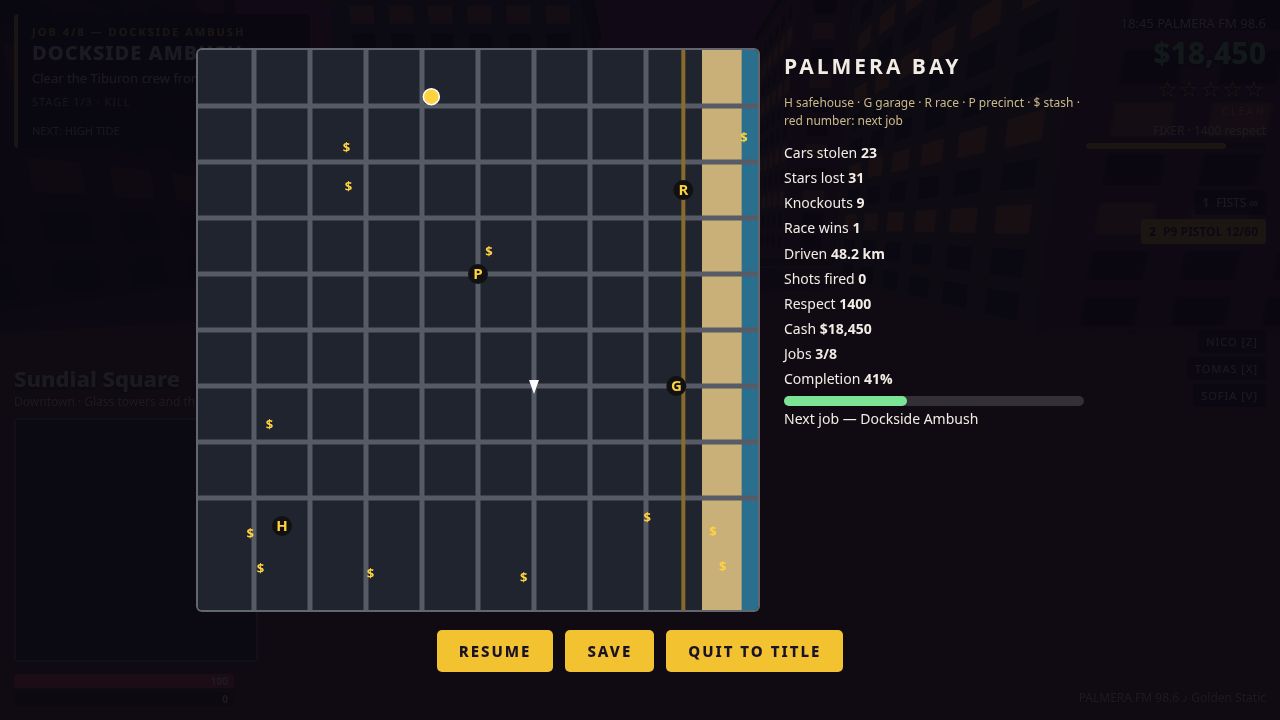 JOB 4/8 — DOCKSIDE AMBUSH
DOCKSIDE AMBUSH
Clear the Tiburon crew from
STAGE 1/3 · KILL
NEXT: HIGH TIDE
18:45 PALMERA FM 98.6
$18,450
☆☆☆☆☆
CLEAN
FIXER · 1400 respect
1 FISTS ∞
2 P9 PISTOL 12/60
NICO [Z]
TOMAS [X]
SOFIA [V]
PALMERA BAY
H safehouse · G garage · R race · P precinct · $ stash ·
red number: next job
Cars stolen 23
Stars lost 31
Knockouts 9
Race wins 1
Driven 48.2 km
Shots fired 0
Respect 1400
Cash $18,450
Jobs 3/8
Completion 41%
Next job — Dockside Ambush
$
$
$
R
$
P
G
$
$
H
$
$
$
$
$
$
Sundial Square
Downtown · Glass towers and th
100
0
RESUME
SAVE
QUIT TO TITLE
PALMERA FM 98.6 ♪ Golden Static